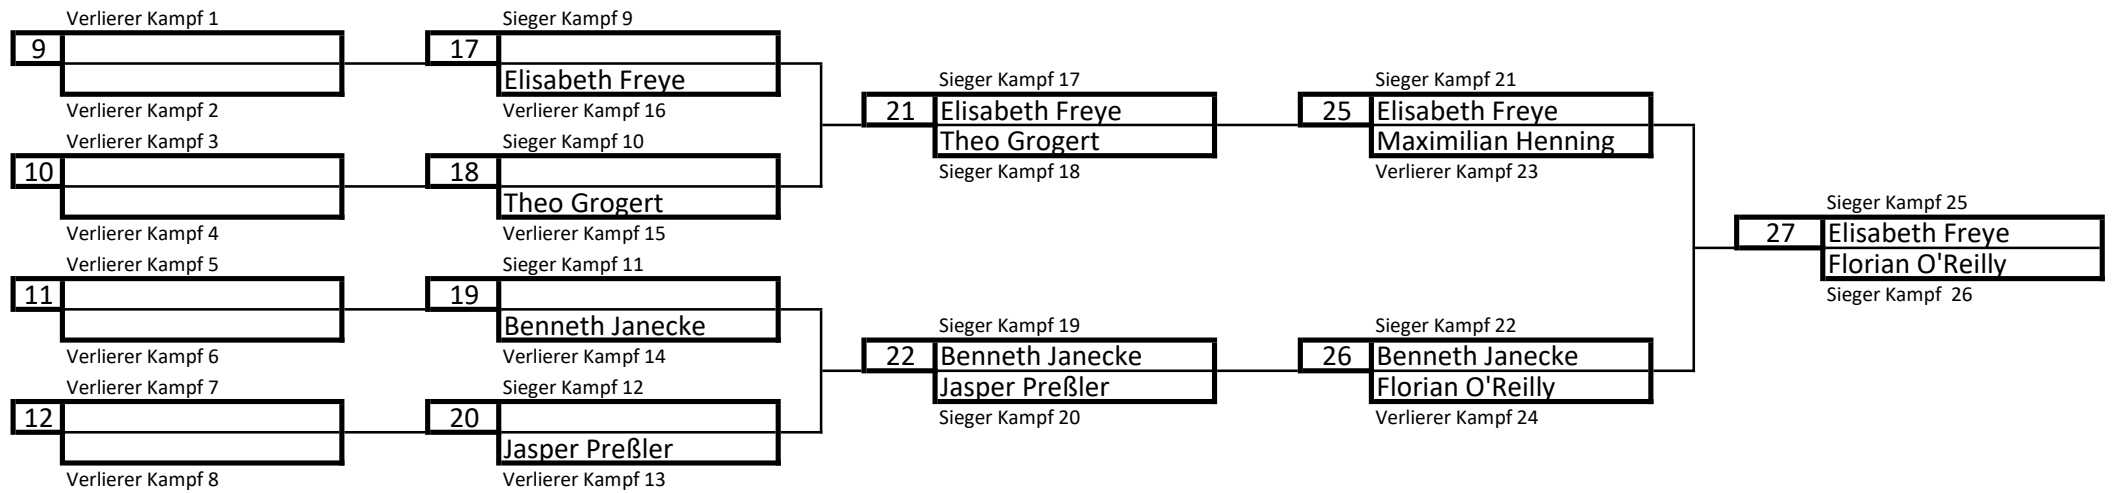 Verlierer Kampf 1
9
Verlierer Kampf 2
Verlierer Kampf 3
10
Verlierer Kampf 4
Verlierer Kampf 5
11
Verlierer Kampf 6
Verlierer Kampf 7
12
Verlierer Kampf 8
Sieger Kampf 9
17
Elisabeth Freye
Verlierer Kampf 16
Sieger Kampf 10
18
Theo Grogert
Verlierer Kampf 15
Sieger Kampf 11
19
Benneth Janecke
Verlierer Kampf 14
Sieger Kampf 12
20
Jasper Preßler
Verlierer Kampf 13
Sieger Kampf 17
21 Elisabeth Freye
Theo Grogert
Sieger Kampf 18
Sieger Kampf 19
22 Benneth Janecke
Jasper Preßler
Sieger Kampf 20
Sieger Kampf 21
25 Elisabeth Freye
Maximilian Henning
Verlierer Kampf 23
Sieger Kampf 22
26 Benneth Janecke
Florian O'Reilly
Verlierer Kampf 24
Sieger Kampf 25
27 Elisabeth Freye
Florian O'Reilly
Sieger Kampf 26